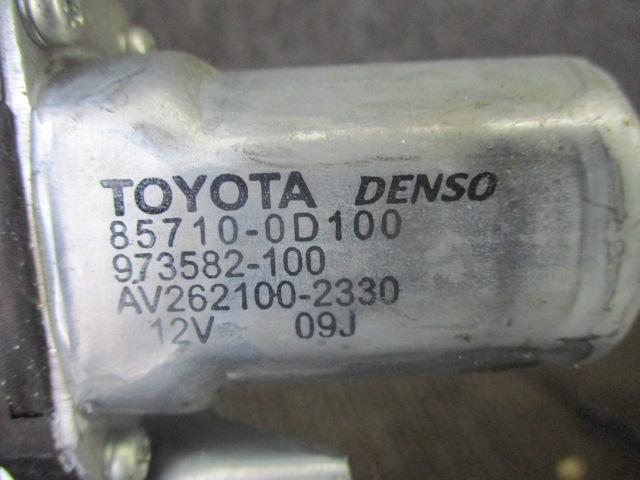 TOYOTA DENSO
85710-0D100
973582-100
AV262100-2330
12V 09J